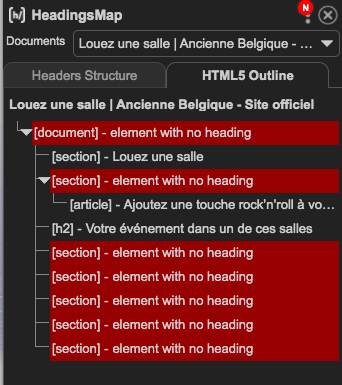 [h] HeadingsMap
N
Documents
Louez une salle | Ancienne Belgique - ...
Headers Structure
HTML5 Outline
Louez une salle | Ancienne Belgique - Site officiel
[document] - element with no heading
[section] - Louez une salle
[section] - element with no heading
[article] - Ajoutez une touche rock'n'roll à vo...
[h2] - Votre événement dans un de ces salles
[section] - element with no heading
[section] - element with no heading
[section] - element with no heading
[section] - element with no heading
[section] - element with no heading